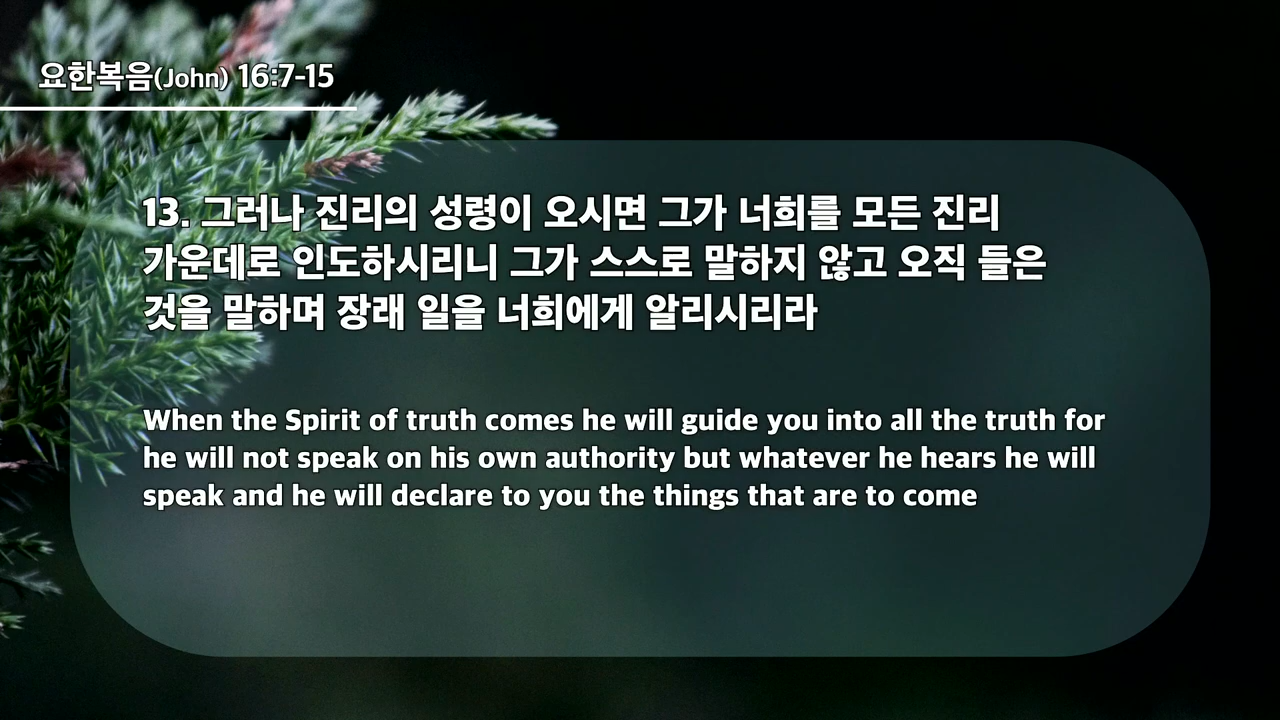 요한복음(John) 16:7-15
13. 그러나 진리의 성령이 오시면 그가 너희를 모든 진리
가운데로 인도하시리니 그가 스스로 말하지 않고 오직 들은
것을 말하며 장래 일을 너희에게 알리시리라
When the Spirit of truth comes he will guide you into all the truth for
he will not speak on his own authority but whatever he hears he will
speak and he will declare to you the things that are to come